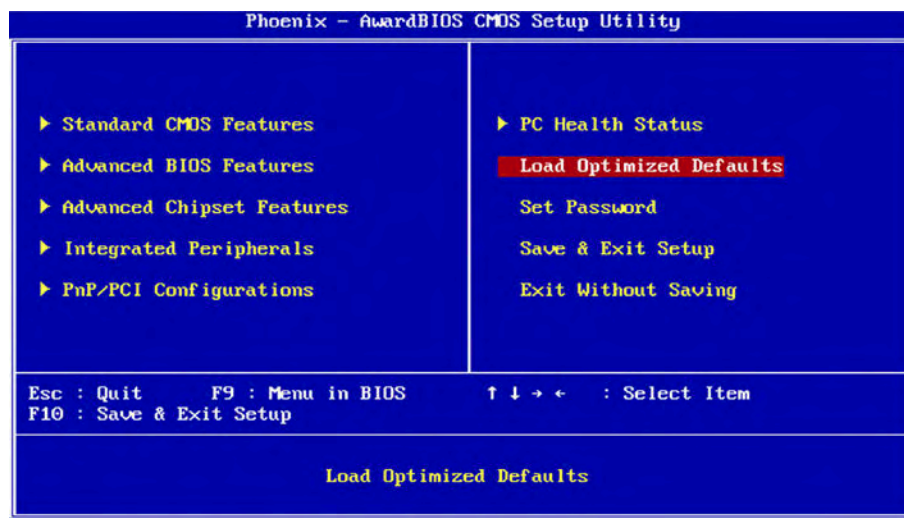 Phoenix - AwardBIOS CMOS Setup Utility
▶ Standard CMOS Features
▶ Advanced BIOS Features
▶ Advanced Chipset Features
▶ Integrated Peripherals
▶ PnP/PCI Configurations
▶ PC Health Status
Load Optimized Defaults
Set Password
Save & Exit Setup
Exit Without Saving
Esc : Quit F9 : Menu in BIOS ↑ ↓ → ← : Select Item
F10 : Save & Exit Setup
Load Optimized Defaults